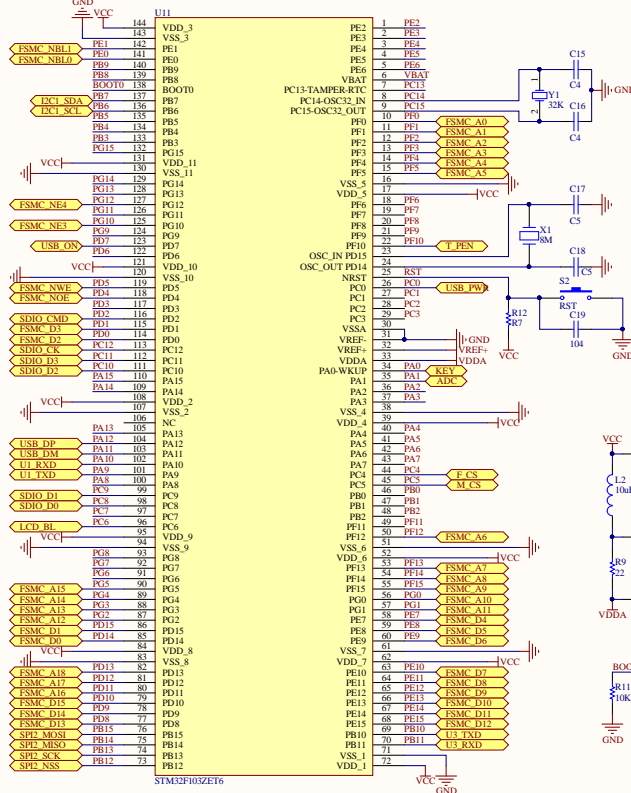 GND VCC U11
144 VDD_3 PE2 1 PE2
143 VSS_3 PE3 2 PE3
FSMC_NBL1 PE1 142 PE1 PE4 3 PE4
FSMC_NBL0 PE0 141 PE0 PE5 4 PE5
PB9 140 PB9 PE6 5 PE6
PB8 139 PB8 VBAT 6 VBAT
BOOT0 138 BOOT0 PC13-TAMPER-RTC 7 PC13
I2C1_SDA PB7 137 PB7 PC14-OSC32_IN 8 PC14
I2C1_SCL PB6 136 PB6 PC15-OSC32_OUT 9 PC15
PB5 135 PB5 PF0 10 PF0 FSMC_A0
PB4 134 PB4 PF1 11 PF1 FSMC_A1
PB3 133 PB3 PF2 12 PF2 FSMC_A2
PG15 132 PG15 PF3 13 PF3 FSMC_A3
VCC 131 VDD_11 PF4 14 PF4 FSMC_A4
130 VSS_11 PF5 15 PF5 FSMC_A5
PG14 129 PG14 VSS_5 16
PG13 128 PG13 VDD_5 17 VCC
FSMC_NE4 PG12 127 PG12 PF6 18 PF6
PG11 126 PG11 PF7 19 PF7
FSMC_NE3 PG10 125 PG10 PF8 20 PF8
PG9 124 PG9 PF9 21 PF9
USB_ON PD7 123 PD7 PF10 22 PF10 T_PEN
PD6 122 PD6 OSC_IN PD15 23
VCC 121 VDD_10 OSC_OUT PD14 24
120 VSS_10 NRST 25 RST
FSMC_NWE PD5 119 PD5 PC0 26 PC0 USB_PWR
FSMC_NOE PD4 118 PD4 PC1 27 PC1
PD3 117 PD3 PC2 28 PC2
SDIO_CMD PD2 116 PD2 PC3 29 PC3
FSMC_D3 PD1 115 PD1 VSSA 30
FSMC_D2 PD0 114 PD0 VREF- 31 GND
SDIO_CK PC12 113 PC12 VREF+ 32 VREF+
SDIO_D3 PC11 112 PC11 VDDA 33 VDDA
SDIO_D2 PC10 111 PC10 PA0-WKUP 34 PA0 KEY
PA15 110 PA15 PA1 35 PA1 ADC
PA14 109 PA14 PA2 36 PA2
VCC 108 VDD_2 PA3 37 PA3
107 VSS_2 VSS_4 38
106 NC VDD_4 39 VCC
PA13 105 PA13 PA4 40 PA4
USB_DP PA12 104 PA12 PA5 41 PA5
USB_DM PA11 103 PA11 PA6 42 PA6
U1_RXD PA10 102 PA10 PA7 43 PA7
U1_TXD PA9 101 PA9 PC4 44 PC4 F_CS
PA8 100 PA8 PC5 45 PC5 M_CS
SDIO_D1 PC9 99 PC9 PB0 46 PB0
SDIO_D0 PC8 98 PC8 PB1 47 PB1
PC7 97 PC7 PB2 48 PB2
LCD_BL PC6 96 PC6 PF11 49 PF11
VCC 95 VDD_9 PF12 50 PF12 FSMC_A6
94 VSS_9 VSS_6 51
PG8 93 PG8 VDD_6 52 VCC
PG7 92 PG7 PF13 53 PF13 FSMC_A7
PG6 91 PG6 PF14 54 PF14 FSMC_A8
FSMC_A15 PG5 90 PG5 PF15 55 PF15 FSMC_A9
FSMC_A14 PG4 89 PG4 PG0 56 PG0 FSMC_A10
FSMC_A13 PG3 88 PG3 PG1 57 PG1 FSMC_A11
FSMC_A12 PG2 87 PG2 PE7 58 PE7 FSMC_D4
FSMC_D1 PD15 86 PD15 PE8 59 PE8 FSMC_D5
FSMC_D0 PD14 85 PD14 PE9 60 PE9 FSMC_D6
VCC 84 VDD_8 VSS_7 61
83 VSS_8 VDD_7 62 VCC
FSMC_A18 PD13 82 PD13 PE10 63 PE10 FSMC_D7
FSMC_A17 PD12 81 PD12 PE11 64 PE11 FSMC_D8
FSMC_A16 PD11 80 PD11 PE12 65 PE12 FSMC_D9
FSMC_D15 PD10 79 PD10 PE13 66 PE13 FSMC_D10
FSMC_D14 PD9 78 PD9 PE14 67 PE14 FSMC_D11
FSMC_D13 PD8 77 PD8 PE15 68 PE15 FSMC_D12
SPI2_MOSI PB15 76 PB15 PB10 69 PB10 U3_TXD
SPI2_MISO PB14 75 PB14 PB11 70 PB11 U3_RXD
SPI2_SCK PB13 74 PB13 VSS_1 71
SPI2_NSS PB12 73 PB12 VDD_1 72
STM32F103ZET6 VCC GND
C15
C4
1 Y1 GND
32K
2 C16
C4
C17
C5
X1
8M
C18
C5
S2
RST
R12
R7
C19
104
VCC GND
VCC
L2
10uH
R9
22
VDDA
BOO
R11
10K
GND